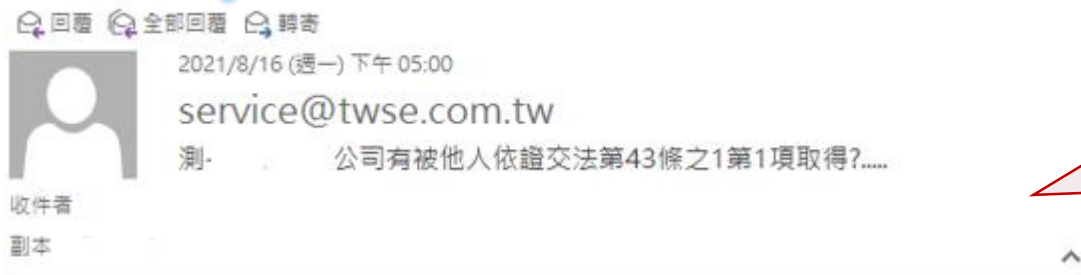 回覆 全部回覆 轉寄
2021/8/16 (週一) 下午 05:00
service@twse.com.tw
測- 公司有被他人依證交法第43條之1第1項取得?.....
收件者
副本